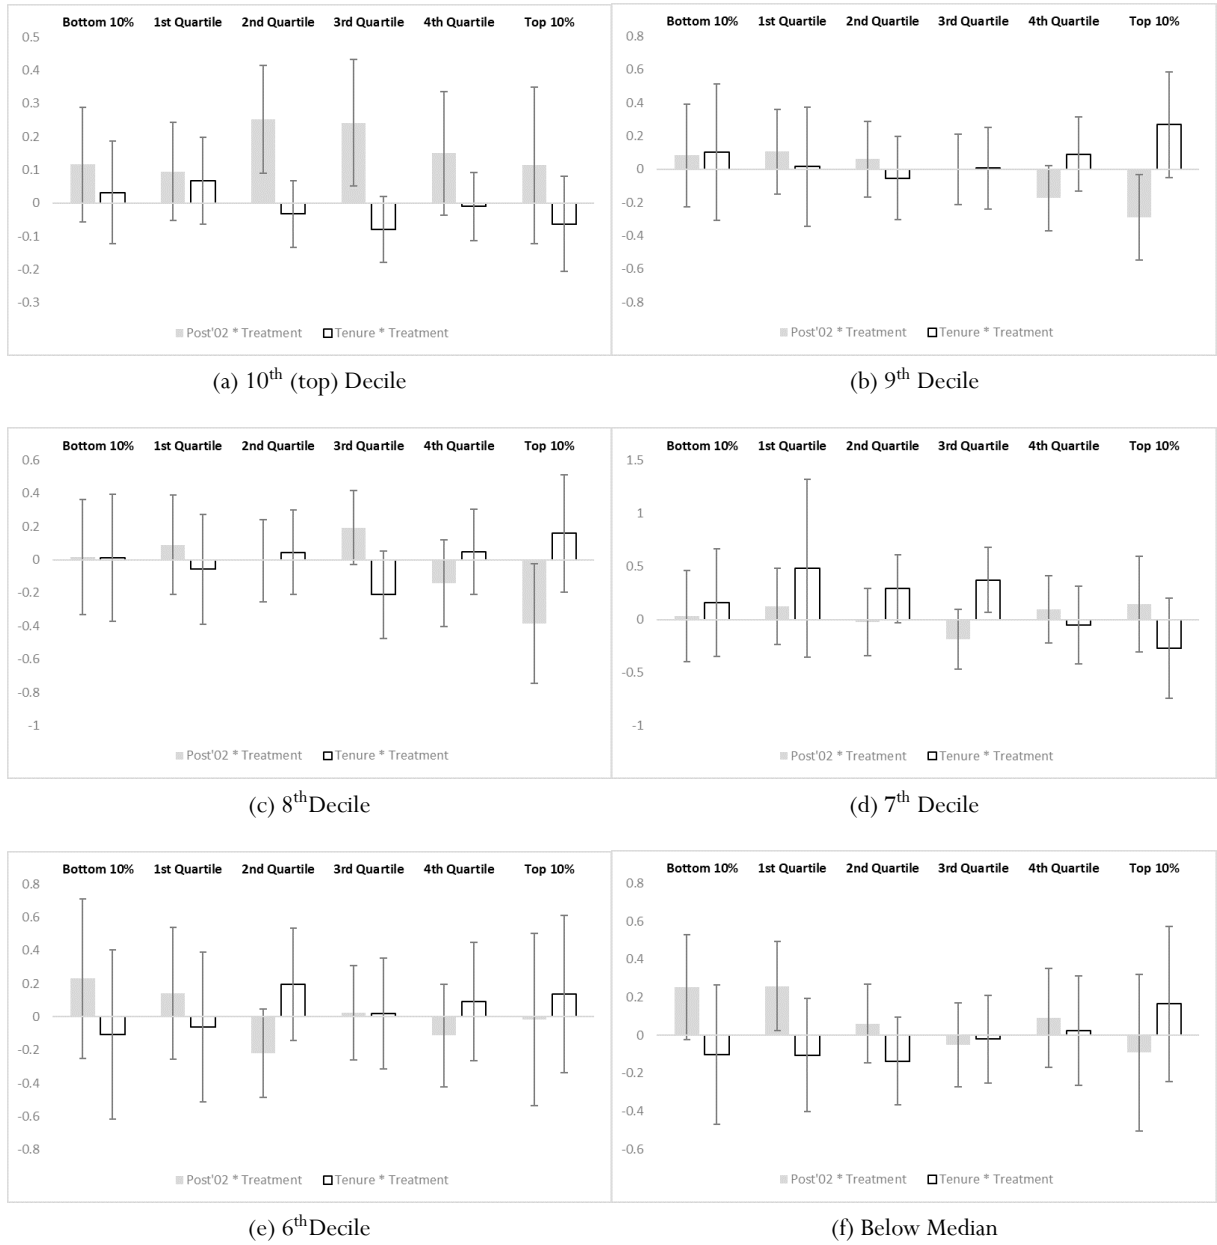 Bottom 10% 1st Quartile 2nd Quartile 3rd Quartile 4th Quartile Top 10%
0.5
0.4
0.3
0.2
0.1
0
-0.1
-0.2
-0.3
Post'02 * Treatment Tenure * Treatment
(a) 10th (top) Decile
Bottom 10% 1st Quartile 2nd Quartile 3rd Quartile 4th Quartile Top 10%
0.8
0.6
0.4
0.2
0
-0.2
-0.4
-0.6
-0.8
Post'02 * Treatment Tenure * Treatment
(b) 9th Decile
Bottom 10% 1st Quartile 2nd Quartile 3rd Quartile 4th Quartile Top 10%
0.6
0.4
0.2
0
-0.2
-0.4
-0.6
-0.8
-1
Post'02 * Treatment Tenure * Treatment
(c) 8thDecile
Bottom 10% 1st Quartile 2nd Quartile 3rd Quartile 4th Quartile Top 10%
1.5
1
0.5
0
-0.5
-1
Post'02 * Treatment Tenure * Treatment
(d) 7th Decile
Bottom 10% 1st Quartile 2nd Quartile 3rd Quartile 4th Quartile Top 10%
0.8
0.6
0.4
0.2
0
-0.2
-0.4
-0.6
-0.8
Post'02 * Treatment Tenure * Treatment
(e) 6thDecile
Bottom 10% 1st Quartile 2nd Quartile 3rd Quartile 4th Quartile Top 10%
0.8
0.6
0.4
0.2
0
-0.2
-0.4
-0.6
Post'02 * Treatment Tenure * Treatment
(f) Below Median